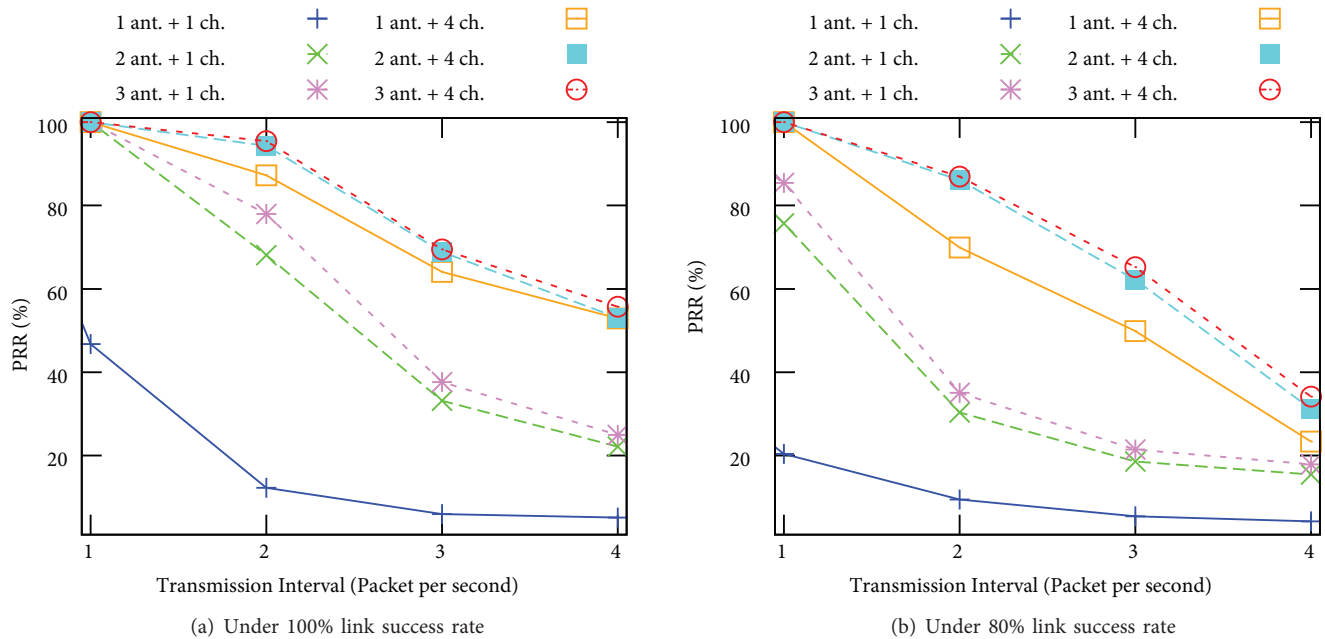 1 ant. + 1 ch. 1 ant. + 4 ch.
2 ant. + 1 ch. 2 ant. + 4 ch.
3 ant. + 1 ch. 3 ant. + 4 ch.
100
80
60
40
20
PRR (%)
1 2 3 4
Transmission Interval (Packet per second)
(a) Under 100% link success rate
1 ant. + 1 ch. 1 ant. + 4 ch.
2 ant. + 1 ch. 2 ant. + 4 ch.
3 ant. + 1 ch. 3 ant. + 4 ch.
100
80
60
40
20
PRR (%)
1 2 3 4
Transmission Interval (Packet per second)
(b) Under 80% link success rate